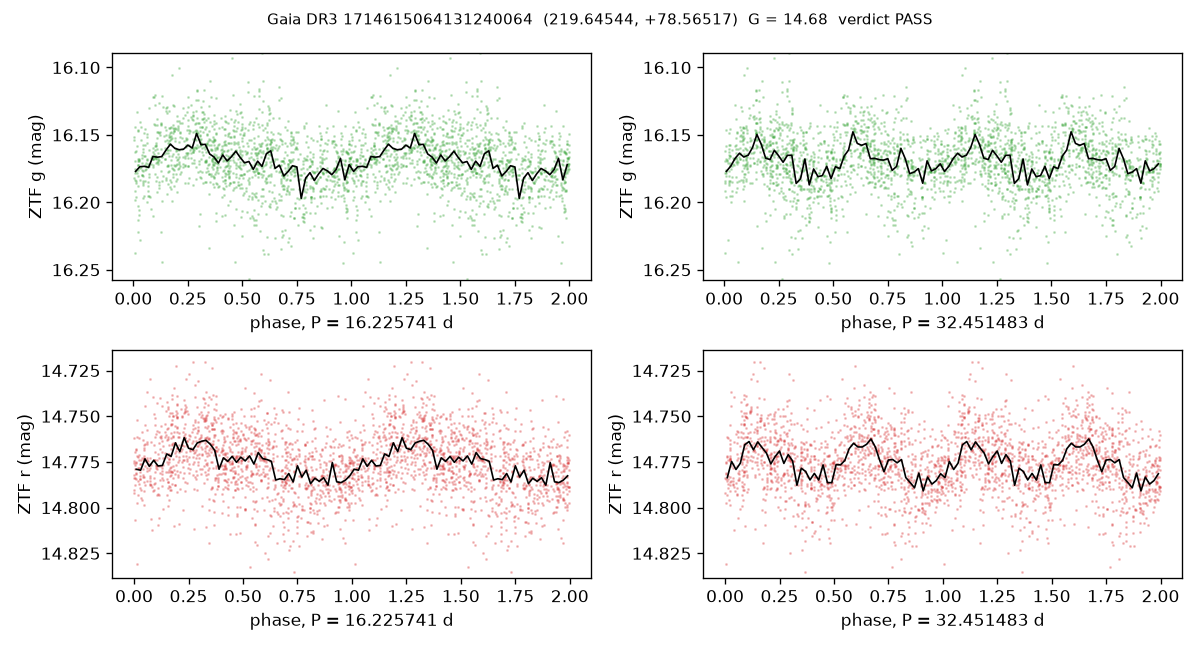 Gaia DR3 1714615064131240064 (219.64544, +78.56517) G = 14.68 verdict PASS
ZTF g (mag)
16.10
16.15
16.20
16.25
0.00 0.25 0.50 0.75 1.00 1.25 1.50 1.75 2.00
phase, P = 16.225741 d
ZTF g (mag)
16.10
16.15
16.20
16.25
0.00 0.25 0.50 0.75 1.00 1.25 1.50 1.75 2.00
phase, P = 32.451483 d
ZTF r (mag)
14.725
14.750
14.775
14.800
14.825
0.00 0.25 0.50 0.75 1.00 1.25 1.50 1.75 2.00
phase, P = 16.225741 d
ZTF r (mag)
14.725
14.750
14.775
14.800
14.825
0.00 0.25 0.50 0.75 1.00 1.25 1.50 1.75 2.00
phase, P = 32.451483 d